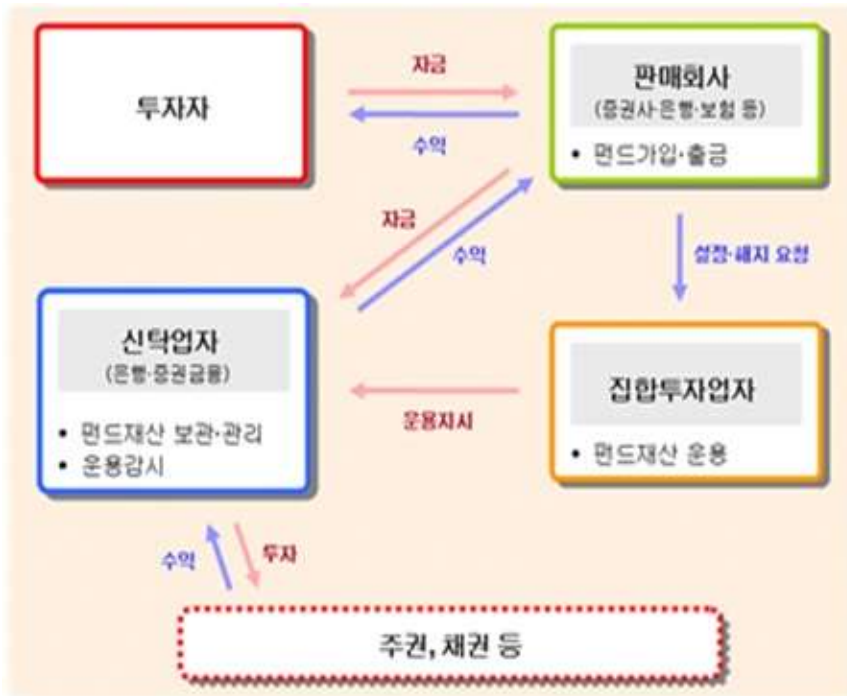 투자자
자금
수익
판매회사
(증권사·은행·보험 등)
• 펀드가입·출금
자금
수익
설정·해지 요청
신탁업자
(은행·증권금융)
• 펀드재산 보관·관리
• 운용감시
운용지시
집합투자업자
• 펀드재산 운용
수익
투자
주권, 채권 등